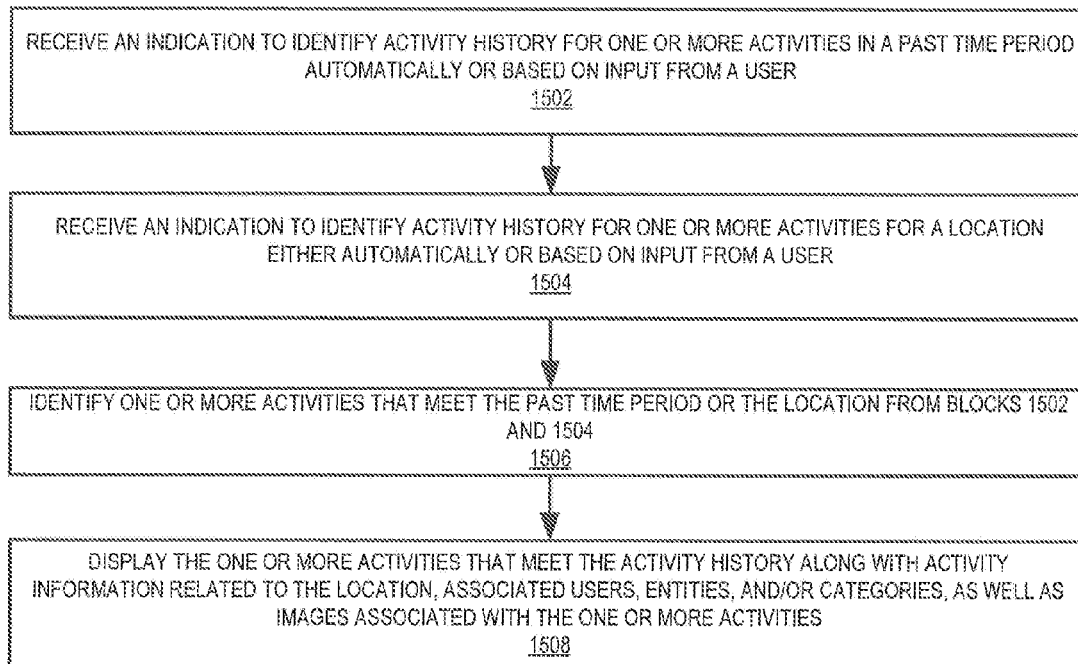 RECEIVE AN INDICATION TO IDENTIFY ACTIVITY HISTORY FOR ONE OR MORE ACTIVITIES IN A PAST TIME PERIOD
AUTOMATICALLY OR BASED ON INPUT FROM A USER
1502
RECEIVE AN INDICATION TO IDENTIFY ACTIVITY HISTORY FOR ONE OR MORE ACTIVITIES FOR A LOCATION
EITHER AUTOMATICALLY OR BASED ON INPUT FROM A USER
1504
IDENTIFY ONE OR MORE ACTIVITIES THAT MEET THE PAST TIME PERIOD OR THE LOCATION FROM BLOCKS 1502
AND 1504
1506
DISPLAY THE ONE OR MORE ACTIVITIES THAT MEET THE ACTIVITY HISTORY ALONG WITH ACTIVITY
INFORMATION RELATED TO THE LOCATION, ASSOCIATED USERS, ENTITIES, AND/OR CATEGORIES, AS WELL AS
IMAGES ASSOCIATED WITH THE ONE OR MORE ACTIVITIES
1508